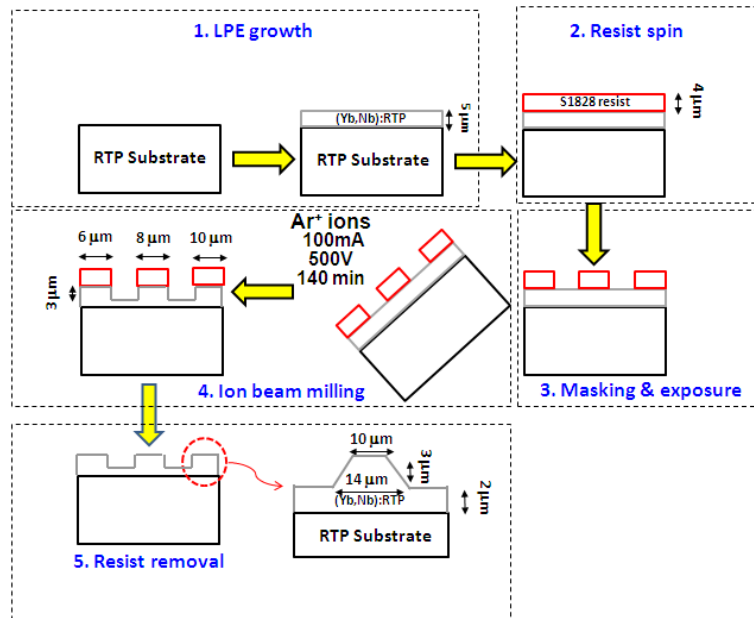 1. LPE growth
RTP Substrate
(Yb,Nb):RTP
5 μm
RTP Substrate
2. Resist spin
S1828 resist
4 μm
3. Masking & exposure
Ar⁺ ions
100mA
500V
140 min
6 μm
8 μm
10 μm
3 μm
4. Ion beam milling
10 μm
3 μm
14 μm
2 μm
(Yb,Nb):RTP
RTP Substrate
5. Resist removal